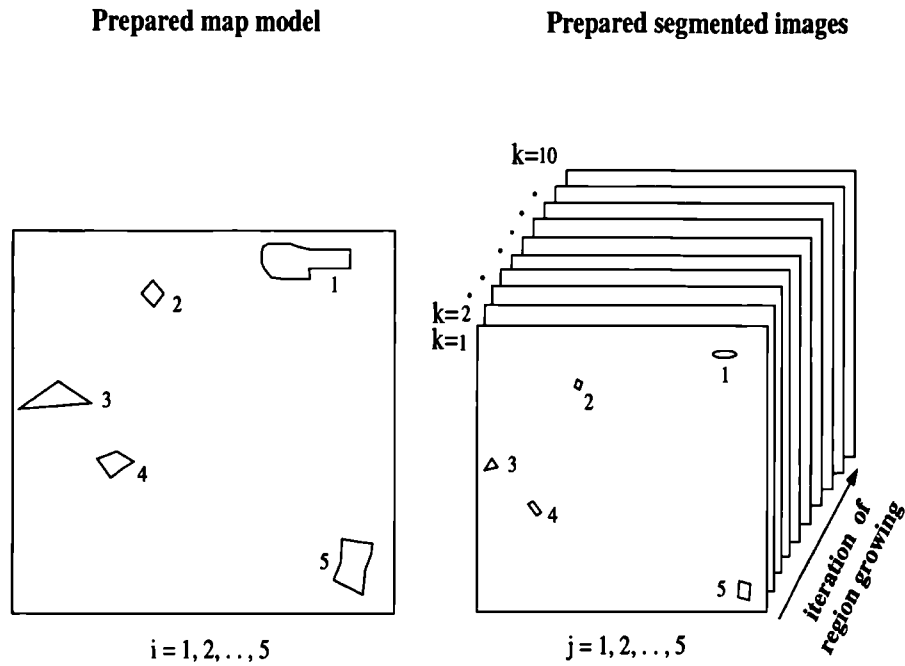 Prepared map model
Prepared segmented images
1
2
3
4
5
i = 1, 2, . . , 5
k=10
k=2
k=1
1
2
3
4
5
j = 1, 2, . . , 5
iteration of
region growing